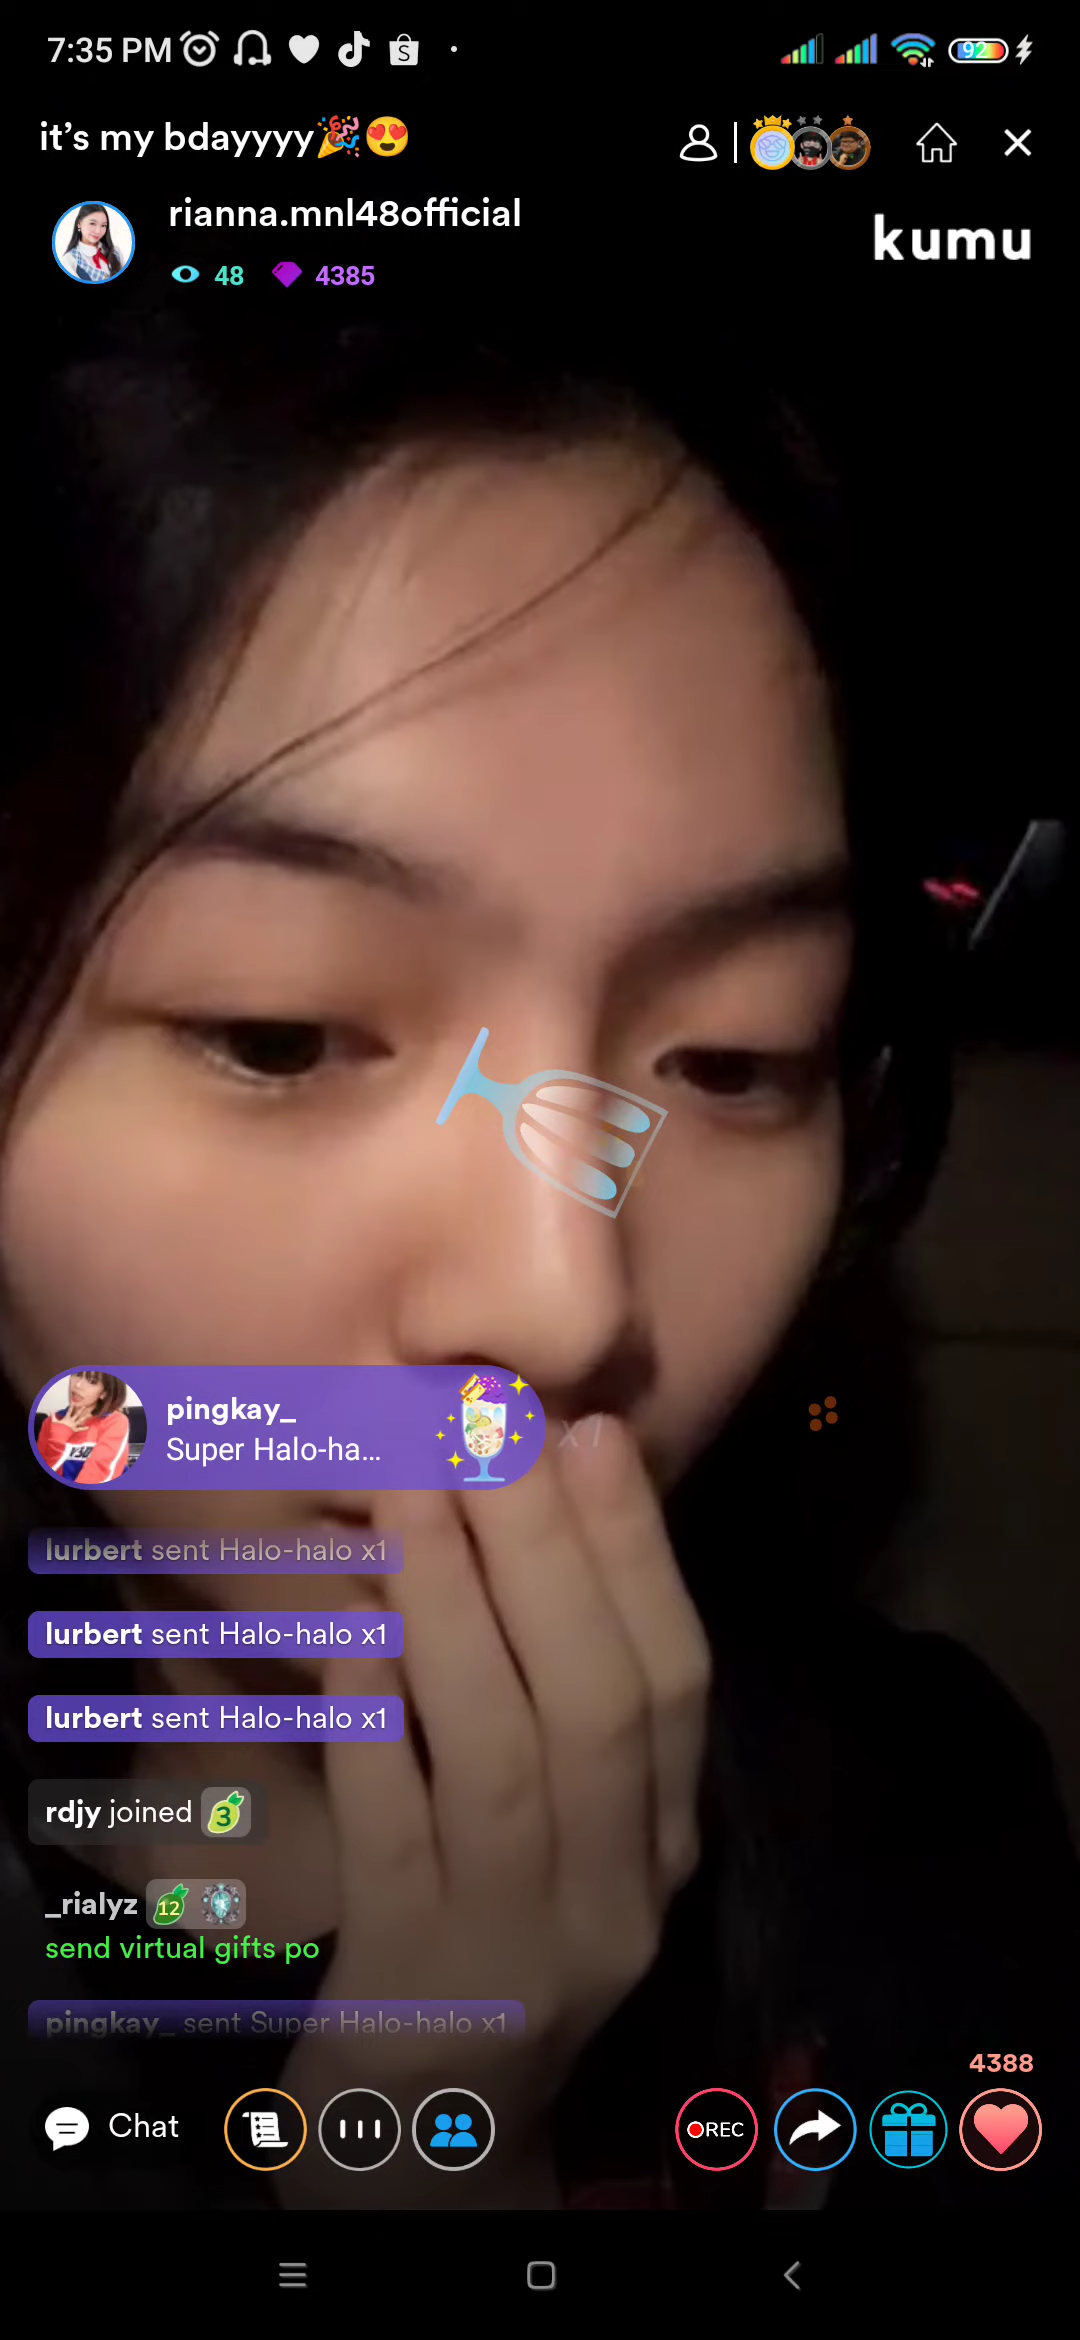 7:35 PM
92
it's my bdayyyy🎉😍
rianna.mnl48official
48 4385
kumu
pingkay_
Super Halo-ha...
x1
lurbert sent Halo-halo x1
lurbert sent Halo-halo x1
lurbert sent Halo-halo x1
rdjy joined 3
_rialyz 12
send virtual gifts po
pingkay_ sent Super Halo-halo x1
4388
Chat
REC